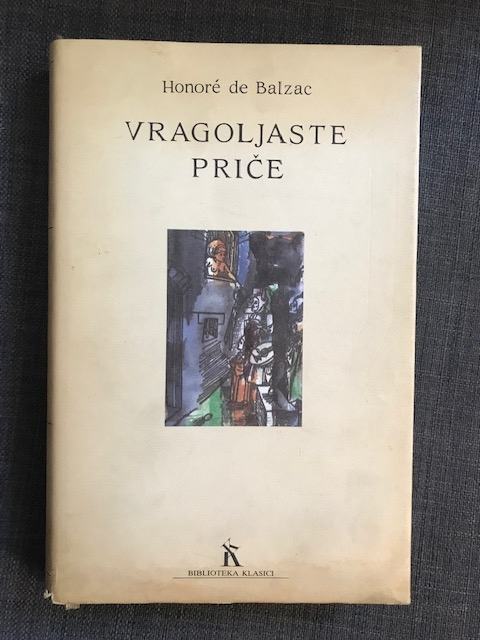 Honoré de Balzac
VRAGOLJASTE
PRIČE
K
BIBLIOTEKA KLASICI